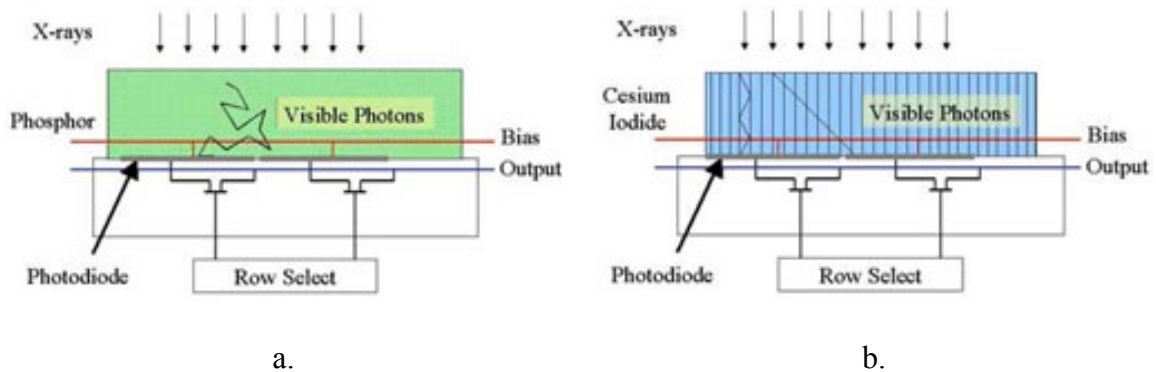 X-rays
Visible Photons
Phosphor
Bias
Output
Photodiode
Row Select
a.
X-rays
Cesium
Iodide
Visible Photons
Bias
Output
Photodiode
Row Select
b.